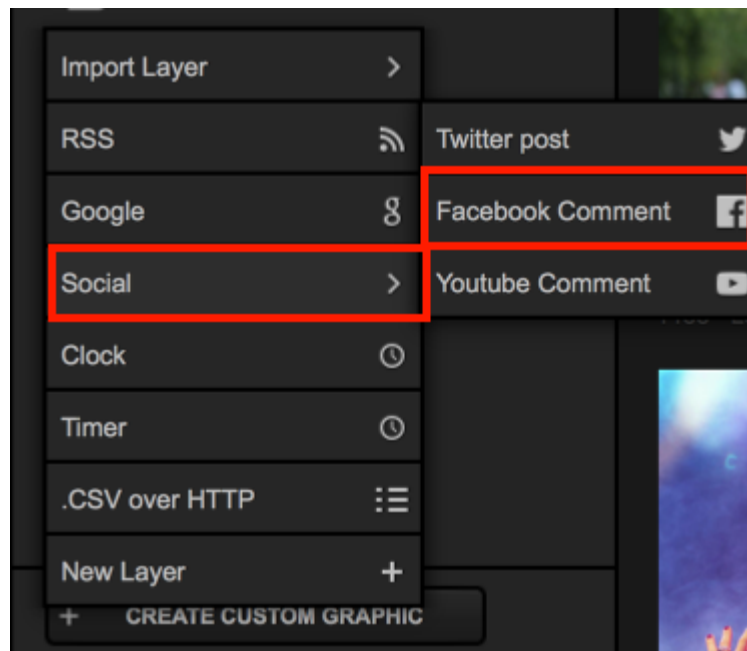 Import Layer
RSS
Google
Social
Clock
Timer
.CSV over HTTP
New Layer
+ CREATE CUSTOM GRAPHIC
Twitter post
Facebook Comment
Youtube Comment